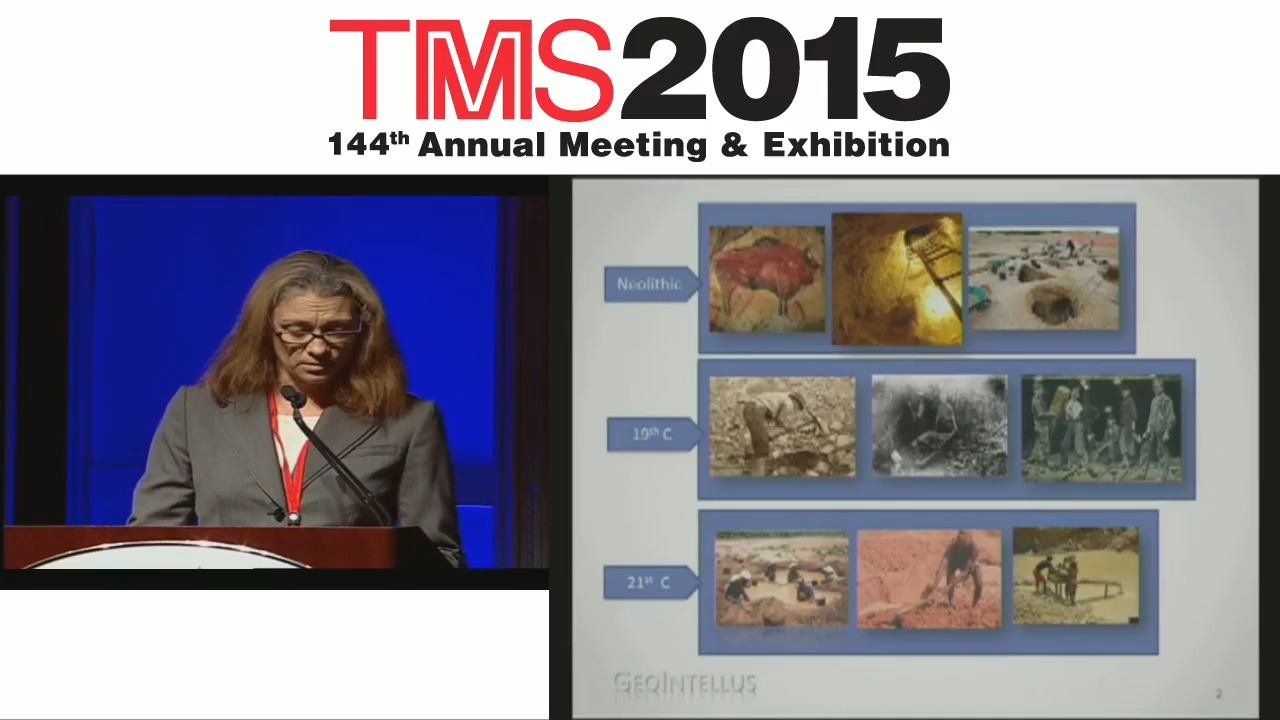 TMS2015
144th Annual Meeting & Exhibition
Neolithic
19th C
21st C
GEOINTELLUS
2